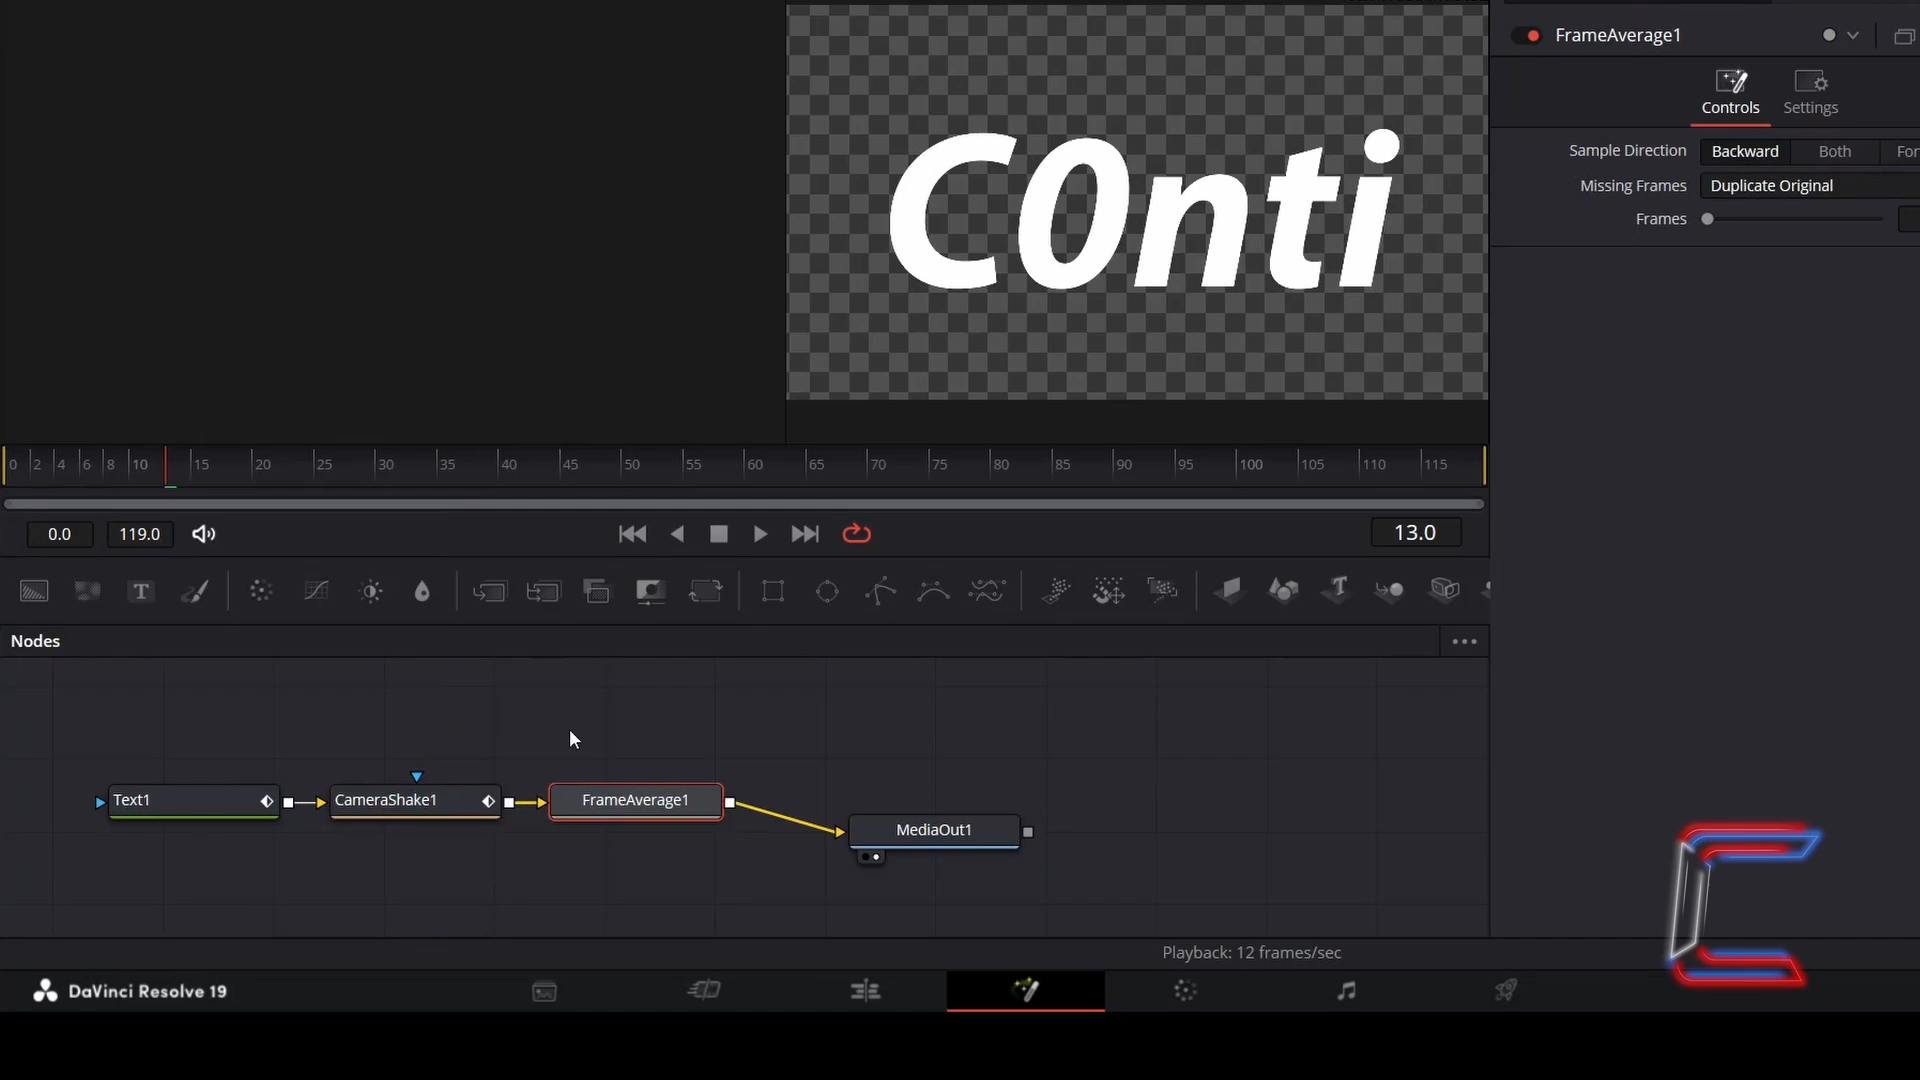 FrameAverage1
Controls Settings
Sample Direction Backward Both For
Missing Frames Duplicate Original
Frames
C0nti
0 2 4 6 8 10 15 20 25 30 35 40 45 50 55 60 65 70 75 80 85 90 95 100 105 110 115
0.0 119.0 13.0
T
Nodes
Text1 CameraShake1 FrameAverage1
MediaOut1
Playback: 12 frames/sec
DaVinci Resolve 19